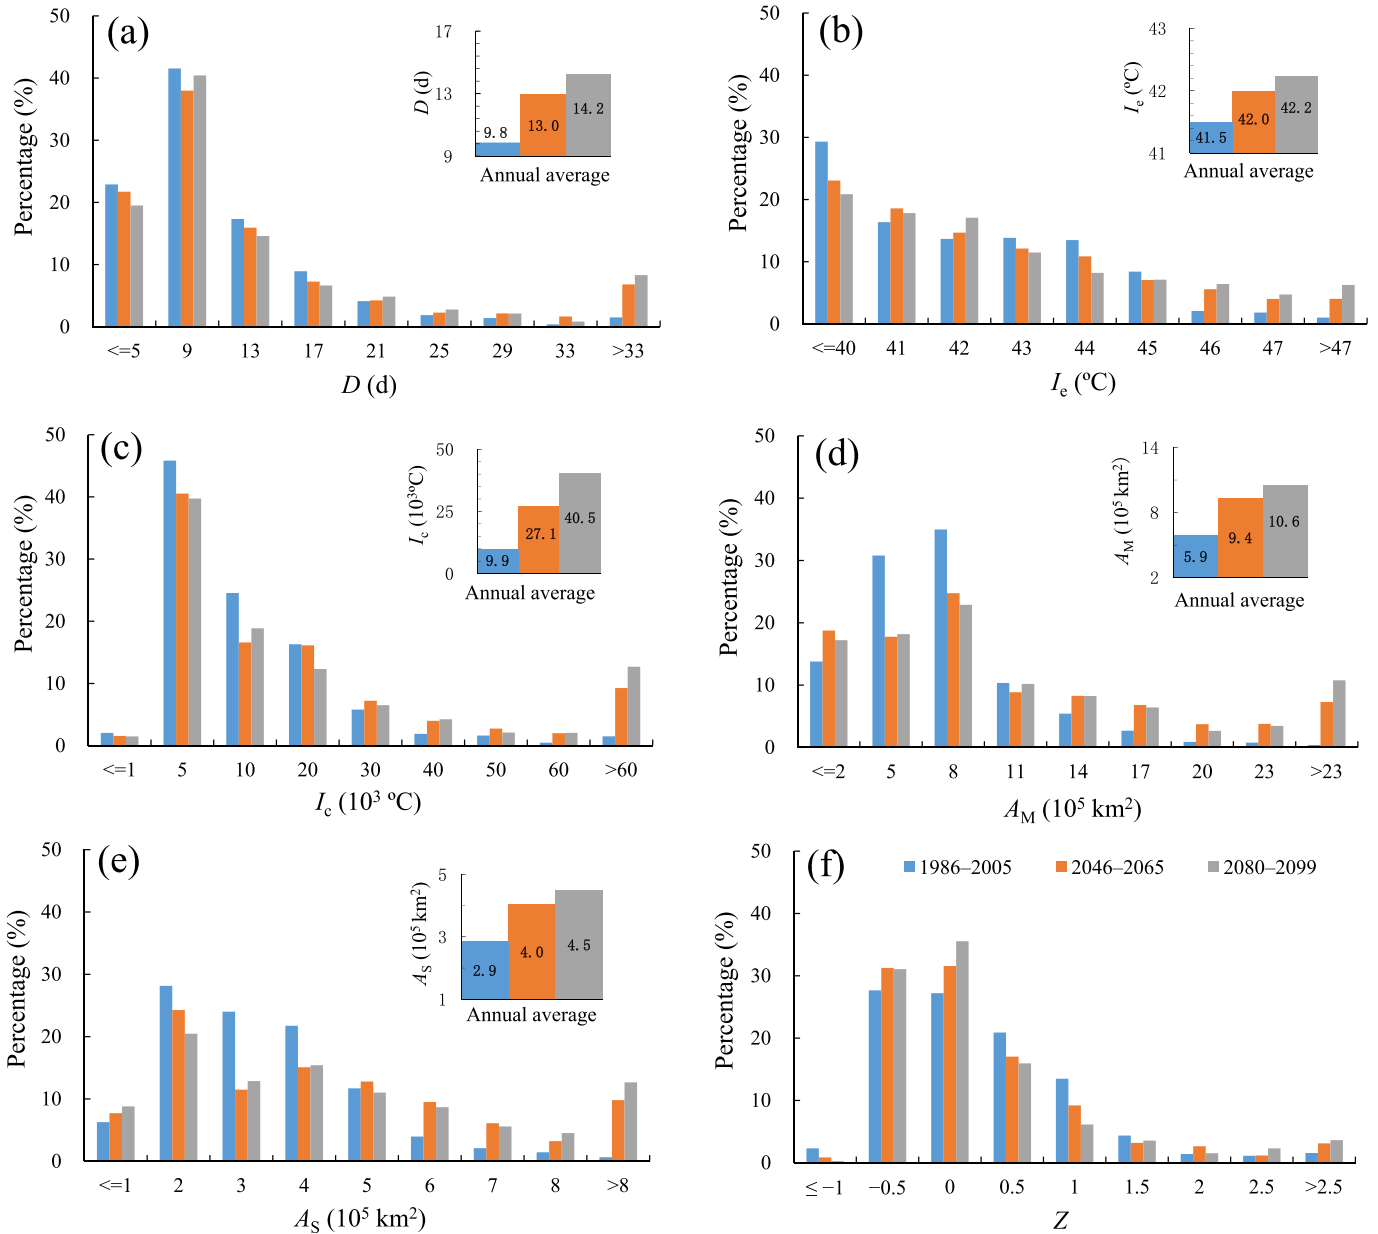 (a)
50
40
30
20
10
0
Percentage (%)
<=5 9 13 17 21 25 29 33 >33
D (d)
17
13
9
D (d)
9.8 13.0 14.2
Annual average
(b)
50
40
30
20
10
0
Percentage (%)
<=40 41 42 43 44 45 46 47 >47
Ie (ºC)
43
42
41
Ie (ºC)
41.5 42.0 42.2
Annual average
(c)
50
40
30
20
10
0
Percentage (%)
<=1 5 10 20 30 40 50 60 >60
Ic (10³ ºC)
50
25
0
Ic (10³ºC)
9.9 27.1 40.5
Annual average
(d)
50
40
30
20
10
0
Percentage (%)
<=2 5 8 11 14 17 20 23 >23
AM (10⁵ km²)
14
8
2
AM (10⁵ km²)
5.9 9.4 10.6
Annual average
(e)
50
40
30
20
10
0
Percentage (%)
<=1 2 3 4 5 6 7 8 >8
AS (10⁵ km²)
5
3
1
AS (10⁵ km²)
2.9 4.0 4.5
Annual average
(f)
1986–2005 2046–2065 2080–2099
50
40
30
20
10
0
Percentage (%)
≤ −1 −0.5 0 0.5 1 1.5 2 2.5 >2.5
Z